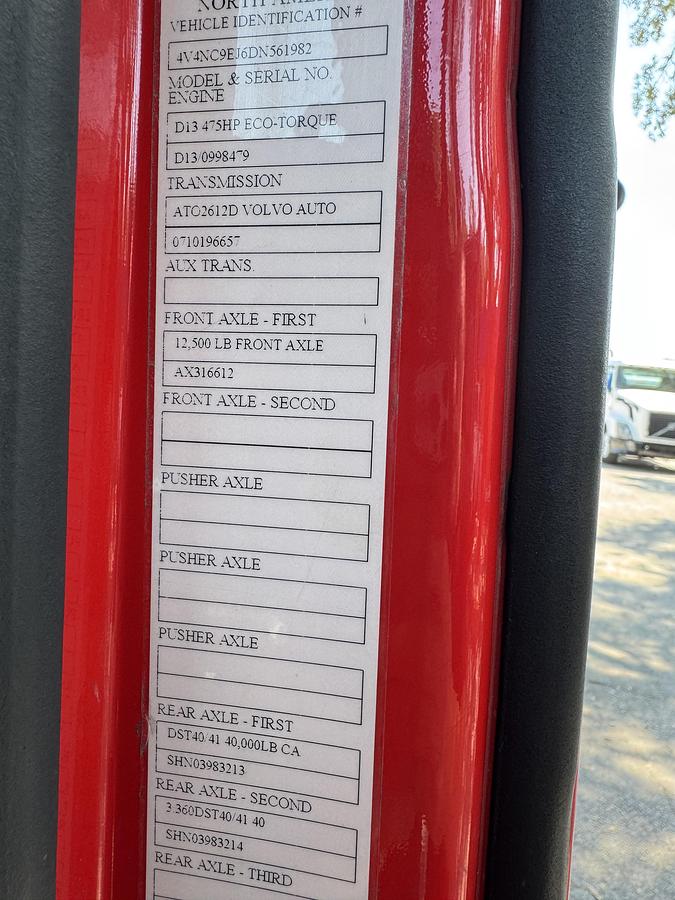 NORTH AMERI
VEHICLE IDENTIFICATION #
4V4NC9EJ6DN561982
MODEL & SERIAL NO.
ENGINE
D13 475HP ECO-TORQUE
D13/0998479
TRANSMISSION
ATO2612D VOLVO AUTO
0710196657
AUX TRANS.
FRONT AXLE - FIRST
12,500 LB FRONT AXLE
AX316612
FRONT AXLE - SECOND
PUSHER AXLE
PUSHER AXLE
PUSHER AXLE
REAR AXLE - FIRST
DST40/41 40,000LB CA
SHN03983213
REAR AXLE - SECOND
3.360DST40/41 40
SHN03983214
REAR AXLE - THIRD